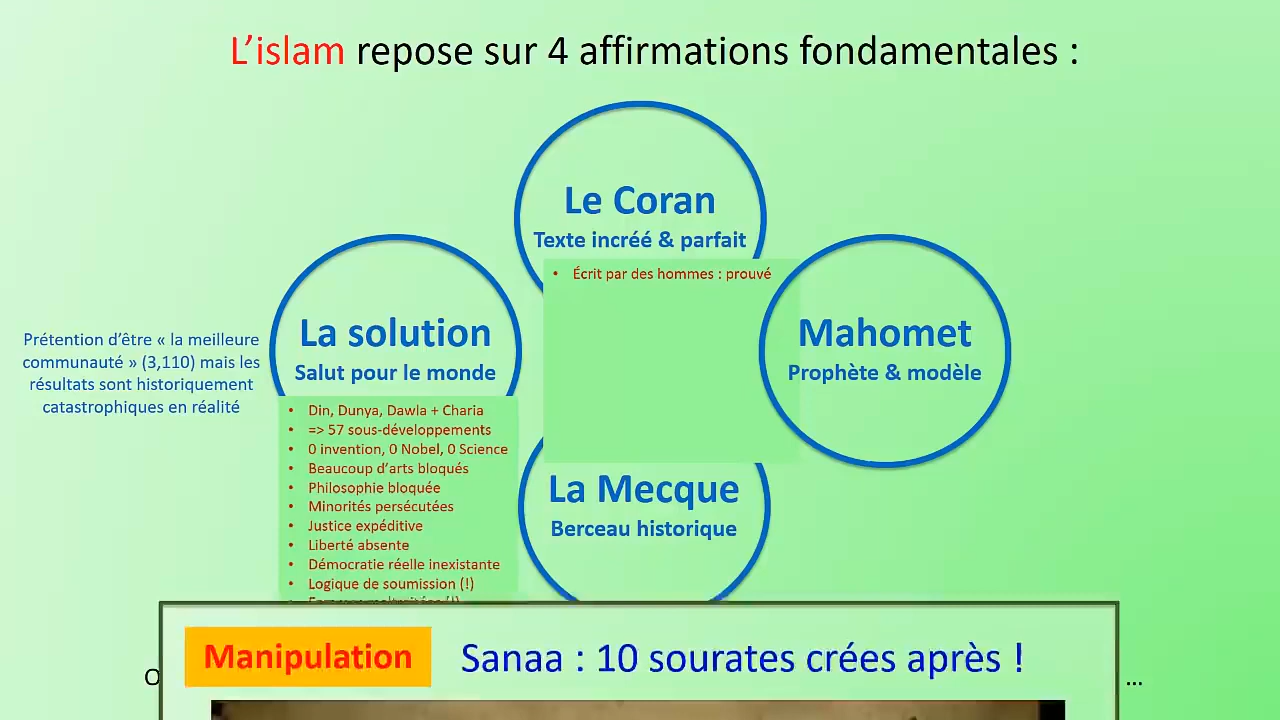 L’islam repose sur 4 affirmations fondamentales :
Le Coran
Texte incréé & parfait
• Écrit par des hommes : prouvé
La solution
Salut pour le monde
Mahomet
Prophète & modèle
Prétention d’être « la meilleure
communauté » (3,110) mais les
résultats sont historiquement
catastrophiques en réalité
• Din, Dunya, Dawla + Charia
• => 57 sous-développements
• 0 invention, 0 Nobel, 0 Science
• Beaucoup d’arts bloqués
• Philosophie bloquée
• Minorités persécutées
• Justice expéditive
• Liberté absente
• Démocratie réelle inexistante
• Logique de soumission (!)
La Mecque
Berceau historique
Manipulation
Sanaa : 10 sourates crées après !
...